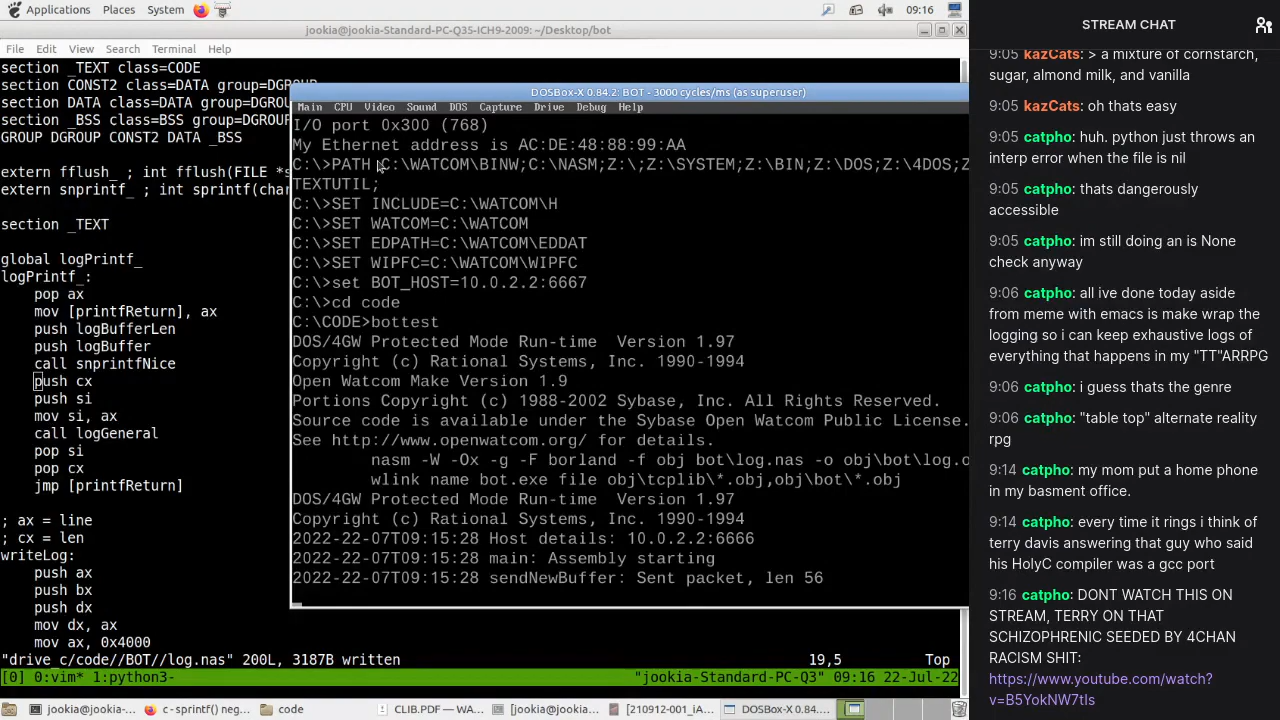 Applications Places System 09:16
jookia@jookia-Standard-PC-Q35-ICH9-2009: ~/Desktop/bot
File Edit View Search Terminal Help
section _TEXT class=CODE
section CONST2 class=DATA group=DGROUP
section DATA class=DATA group=DGROUP
section _BSS class=BSS group=DGROUP
GROUP DGROUP CONST2 DATA _BSS
extern fflush_ ; int fflush(FILE *s
extern snprintf_ ; int sprintf(char
section _TEXT
global logPrintf_
logPrintf_:
pop ax
mov [printfReturn], ax
push logBufferLen
push logBuffer
call snprintfNice
push cx
push si
mov si, ax
call logGeneral
pop si
pop cx
jmp [printfReturn]
; ax = line
; cx = len
writeLog:
push ax
push bx
push dx
mov dx, ax
mov ax, 0x4000
"drive_c/code//BOT//log.nas" 200L, 3187B written 19,5 Top
[0] 0:vim* 1:python3- "jookia-Standard-PC-Q3" 09:16 22-Jul-22
DOSBox-X 0.84.2: BOT - 3000 cycles/ms (as superuser)
Main CPU Video Sound DOS Capture Drive Debug Help
I/O port 0x300 (768)
My Ethernet address is AC:DE:48:88:99:AA
C:\>PATH C:\WATCOM\BINW;C:\NASM;Z:\;Z:\SYSTEM;Z:\BIN;Z:\DOS;Z:\4DOS;Z
TEXTUTIL;
C:\>SET INCLUDE=C:\WATCOM\H
C:\>SET WATCOM=C:\WATCOM
C:\>SET EDPATH=C:\WATCOM\EDDAT
C:\>SET WIPFC=C:\WATCOM\WIPFC
C:\>set BOT_HOST=10.0.2.2:6667
C:\>cd code
C:\CODE>bottest
DOS/4GW Protected Mode Run-time Version 1.97
Copyright (c) Rational Systems, Inc. 1990-1994
Open Watcom Make Version 1.9
Portions Copyright (c) 1988-2002 Sybase, Inc. All Rights Reserved.
Source code is available under the Sybase Open Watcom Public License.
See http://www.openwatcom.org/ for details.
nasm -W -Ox -g -F borland -f obj bot\log.nas -o obj\bot\log.o
wlink name bot.exe file obj\tcplib\*.obj,obj\bot\*.obj
DOS/4GW Protected Mode Run-time Version 1.97
Copyright (c) Rational Systems, Inc. 1990-1994
2022-22-07T09:15:28 Host details: 10.0.2.2:6666
2022-22-07T09:15:28 main: Assembly starting
2022-22-07T09:15:28 sendNewBuffer: Sent packet, len 56
jookia@jookia-... c - sprintf() neg... code CLIB.PDF — WA... [jookia@jookia-... [210912-001_iA... DOSBox-X 0.84....
STREAM CHAT
9:05 kazCats: > a mixture of cornstarch,
sugar, almond milk, and vanilla
9:05 kazCats: oh thats easy
9:05 catpho: huh. python just throws an
interp error when the file is nil
9:05 catpho: thats dangerously
accessible
9:05 catpho: im still doing an is None
check anyway
9:06 catpho: all ive done today aside
from meme with emacs is make wrap the
logging so i can keep exhaustive logs of
everything that happens in my "TT"ARRPG
9:06 catpho: i guess thats the genre
9:06 catpho: "table top" alternate reality
rpg
9:14 catpho: my mom put a home phone
in my basment office.
9:14 catpho: every time it rings i think of
terry davis answering that guy who said
his HolyC compiler was a gcc port
9:16 catpho: DONT WATCH THIS ON
STREAM, TERRY ON THAT
SCHIZOPHRENIC SEEDED BY 4CHAN
RACISM SHIT:
https://www.youtube.com/watch?
v=B5YokNW7tIs